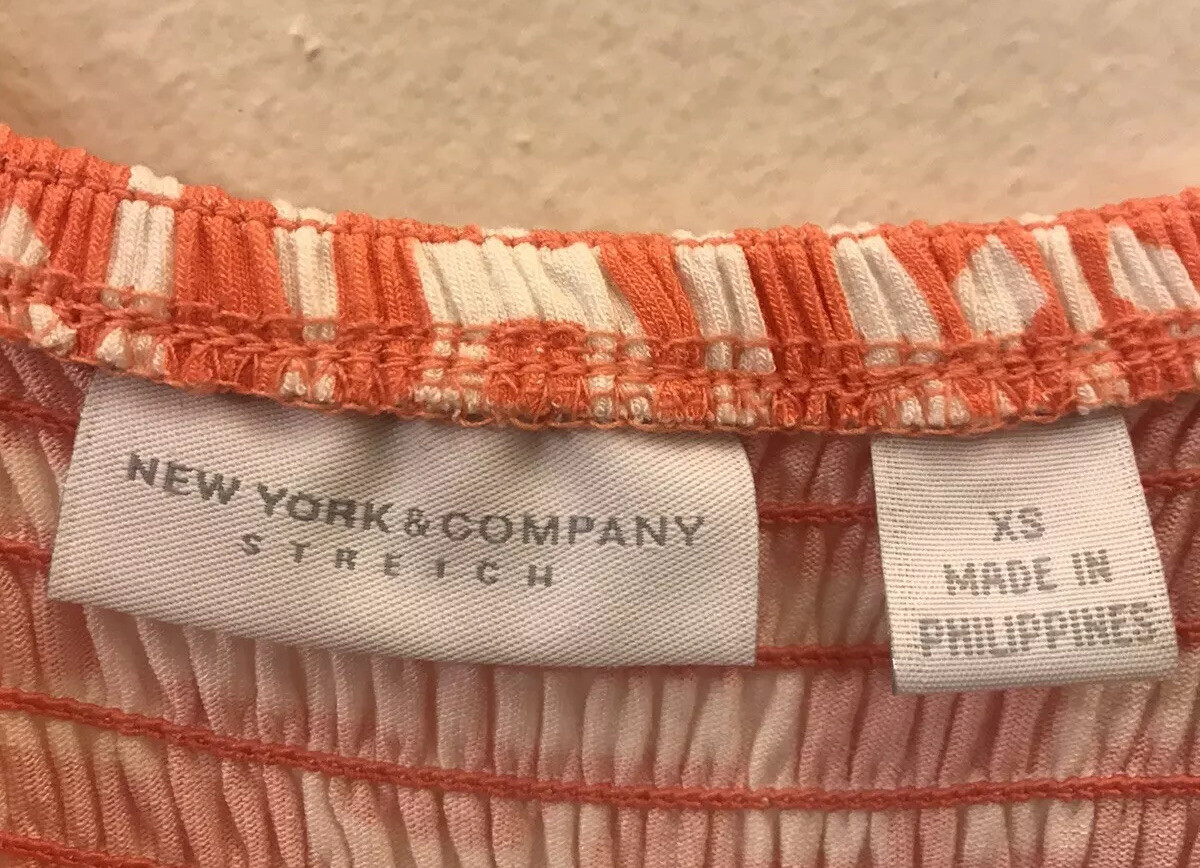 NEW YORK & COMPANY
STRETCH
XS
MADE IN
PHILIPPINES